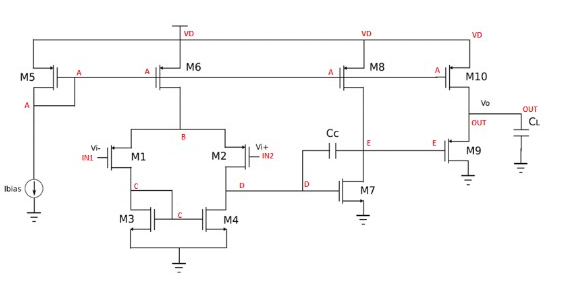 VD
VD
VD
M5
A
A
M6
A
M8
A
M10
A
Vo
OUT
OUT
CL
B
Cc
Vi-
IN1
M1
M2
Vi+
IN2
E
E
M9
Ibias
C
D
D
M7
M3
C
M4